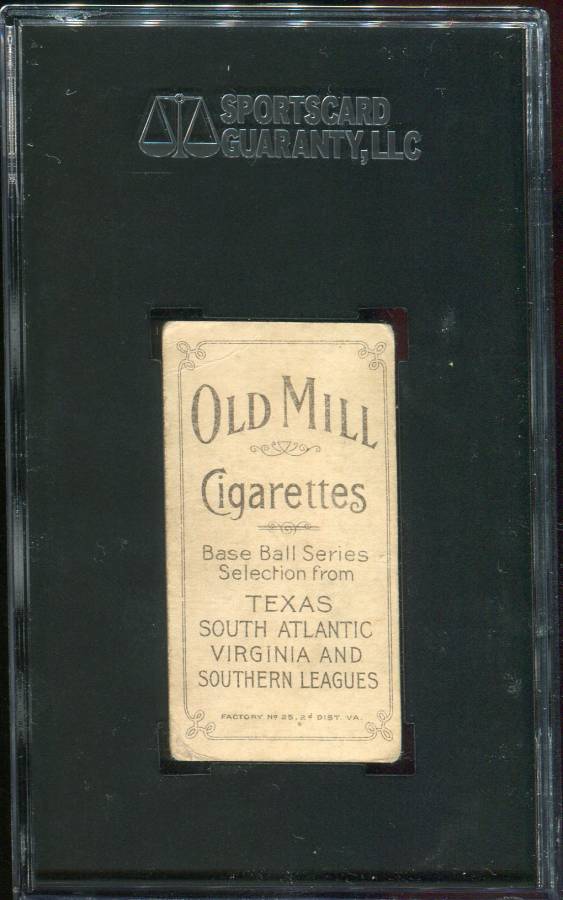 SPORTSCARD
GUARANTY, LLC
OLD MILL
Cigarettes
Base Ball Series
Selection from
TEXAS
SOUTH ATLANTIC
VIRGINIA AND
SOUTHERN LEAGUES
FACTORY Nº 25, 2d DIST. VA.